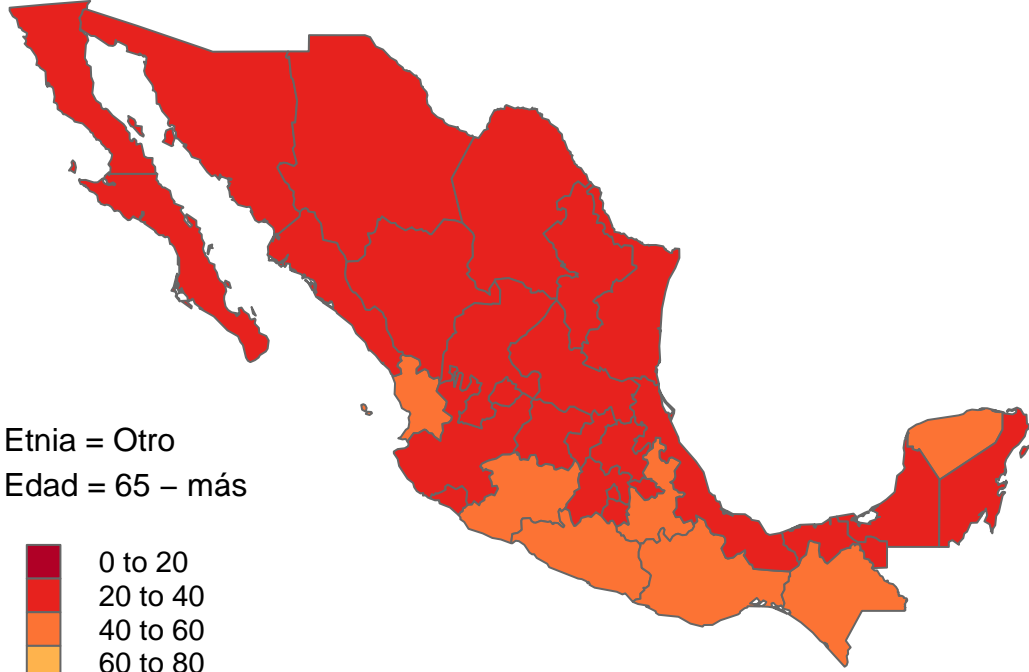 Etnia = Otro
Edad = 65 − más
0 to 20
20 to 40
40 to 60
60 to 80